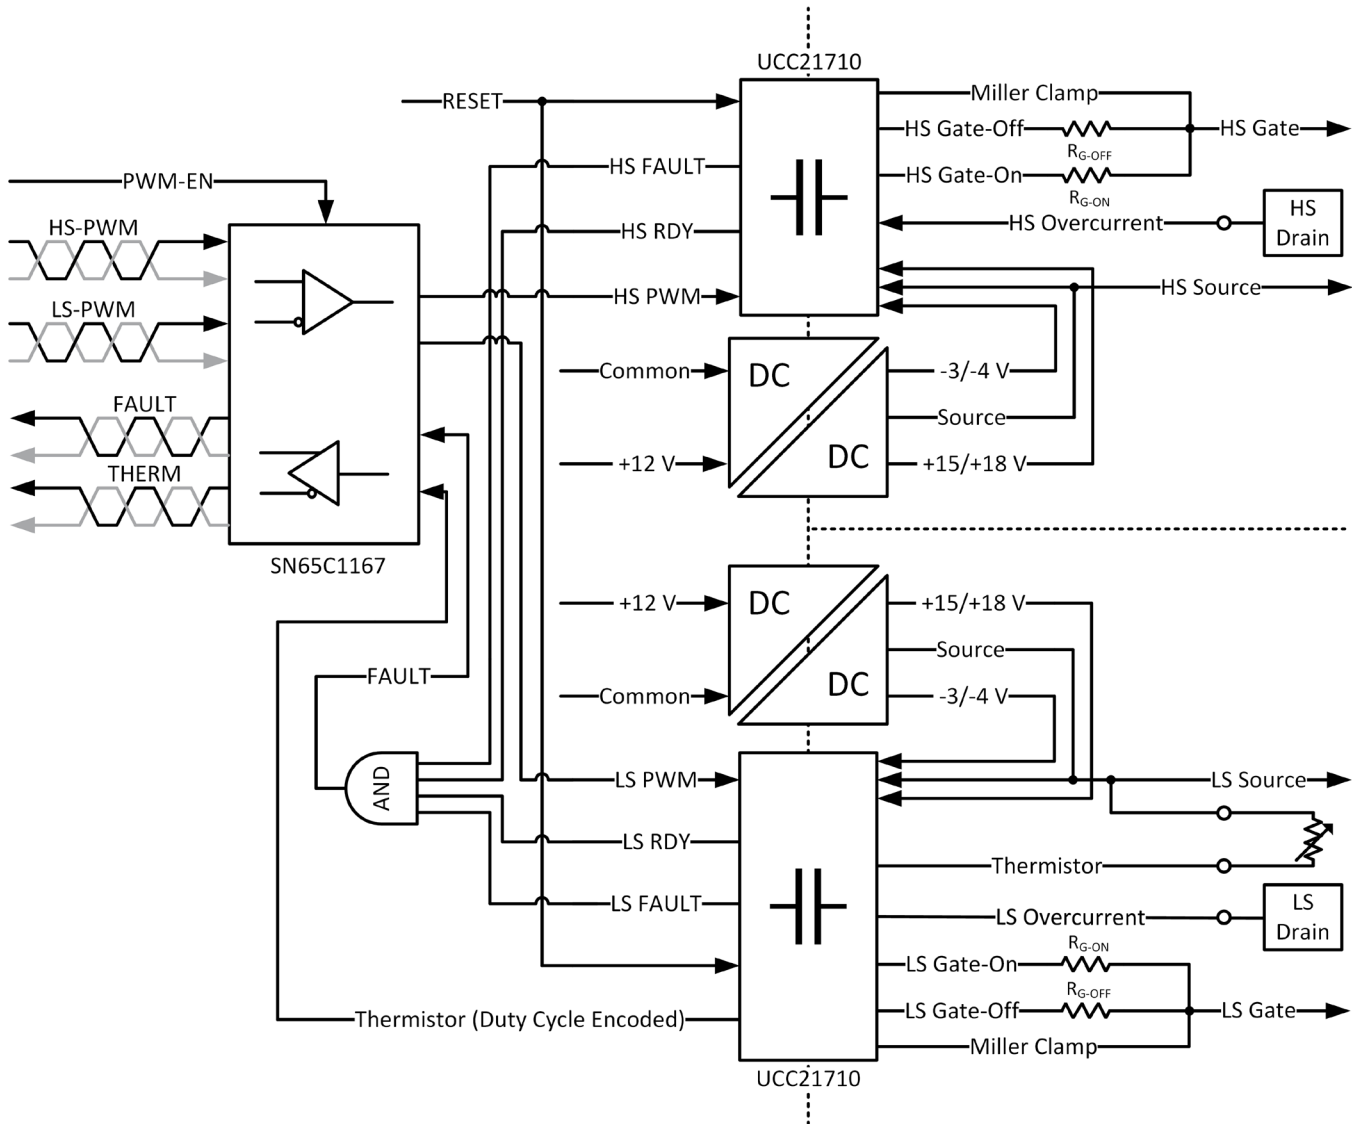 UCC21710
RESET
Miller Clamp
HS Gate-Off
HS Gate
RG-OFF
HS FAULT
HS Gate-On
PWM-EN
RG-ON
HS Overcurrent
HS
Drain
HS-PWM
HS RDY
HS Source
HS PWM
LS-PWM
Common
DC
-3/-4 V
FAULT
Source
THERM
+12 V
DC
+15/+18 V
SN65C1167
+12 V
DC
+15/+18 V
Source
FAULT
Common
DC
-3/-4 V
AND
LS PWM
LS Source
LS RDY
Thermistor
LS FAULT
LS Overcurrent
LS
Drain
RG-ON
LS Gate-On
RG-OFF
LS Gate-Off
LS Gate
Thermistor (Duty Cycle Encoded)
Miller Clamp
UCC21710